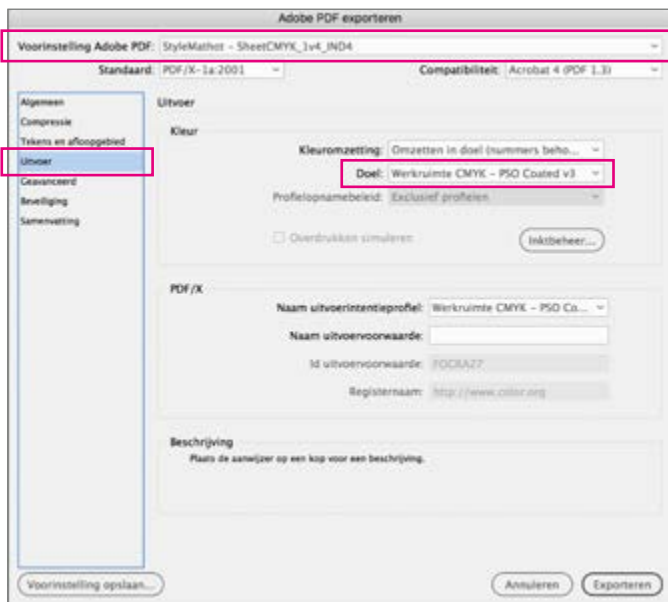 Adobe PDF exporteren
Voorinstelling Adobe PDF: StyleMathot - SheetCMYK_1v4_IND4
Standaard: PDF/X-1a:2001 Compatibiliteit: Acrobat 4 (PDF 1.3)
Algemeen
Compressie
Tekens en afloopgebied
Uitvoer
Geavanceerd
Beveiliging
Samenvatting
Uitvoer
Kleur
Kleuromzetting: Omzetten in doel (nummers beho...
Doel: Werkruimte CMYK - PSO Coated v3
Profielopnamebeleid: Exclusief profielen
Overdrukken simuleren
Inktbeheer...
PDF/X
Naam uitvoerintentieprofiel: Werkruimte CMYK - PSO Co...
Naam uitvoervoorwaarde:
Id uitvoervoorwaarde: FOGRA27
Registernaam: http://www.color.org
Beschrijving
Plaats de aanwijzer op een kop voor een beschrijving.
Voorinstelling opslaan...
Annuleren
Exporteren